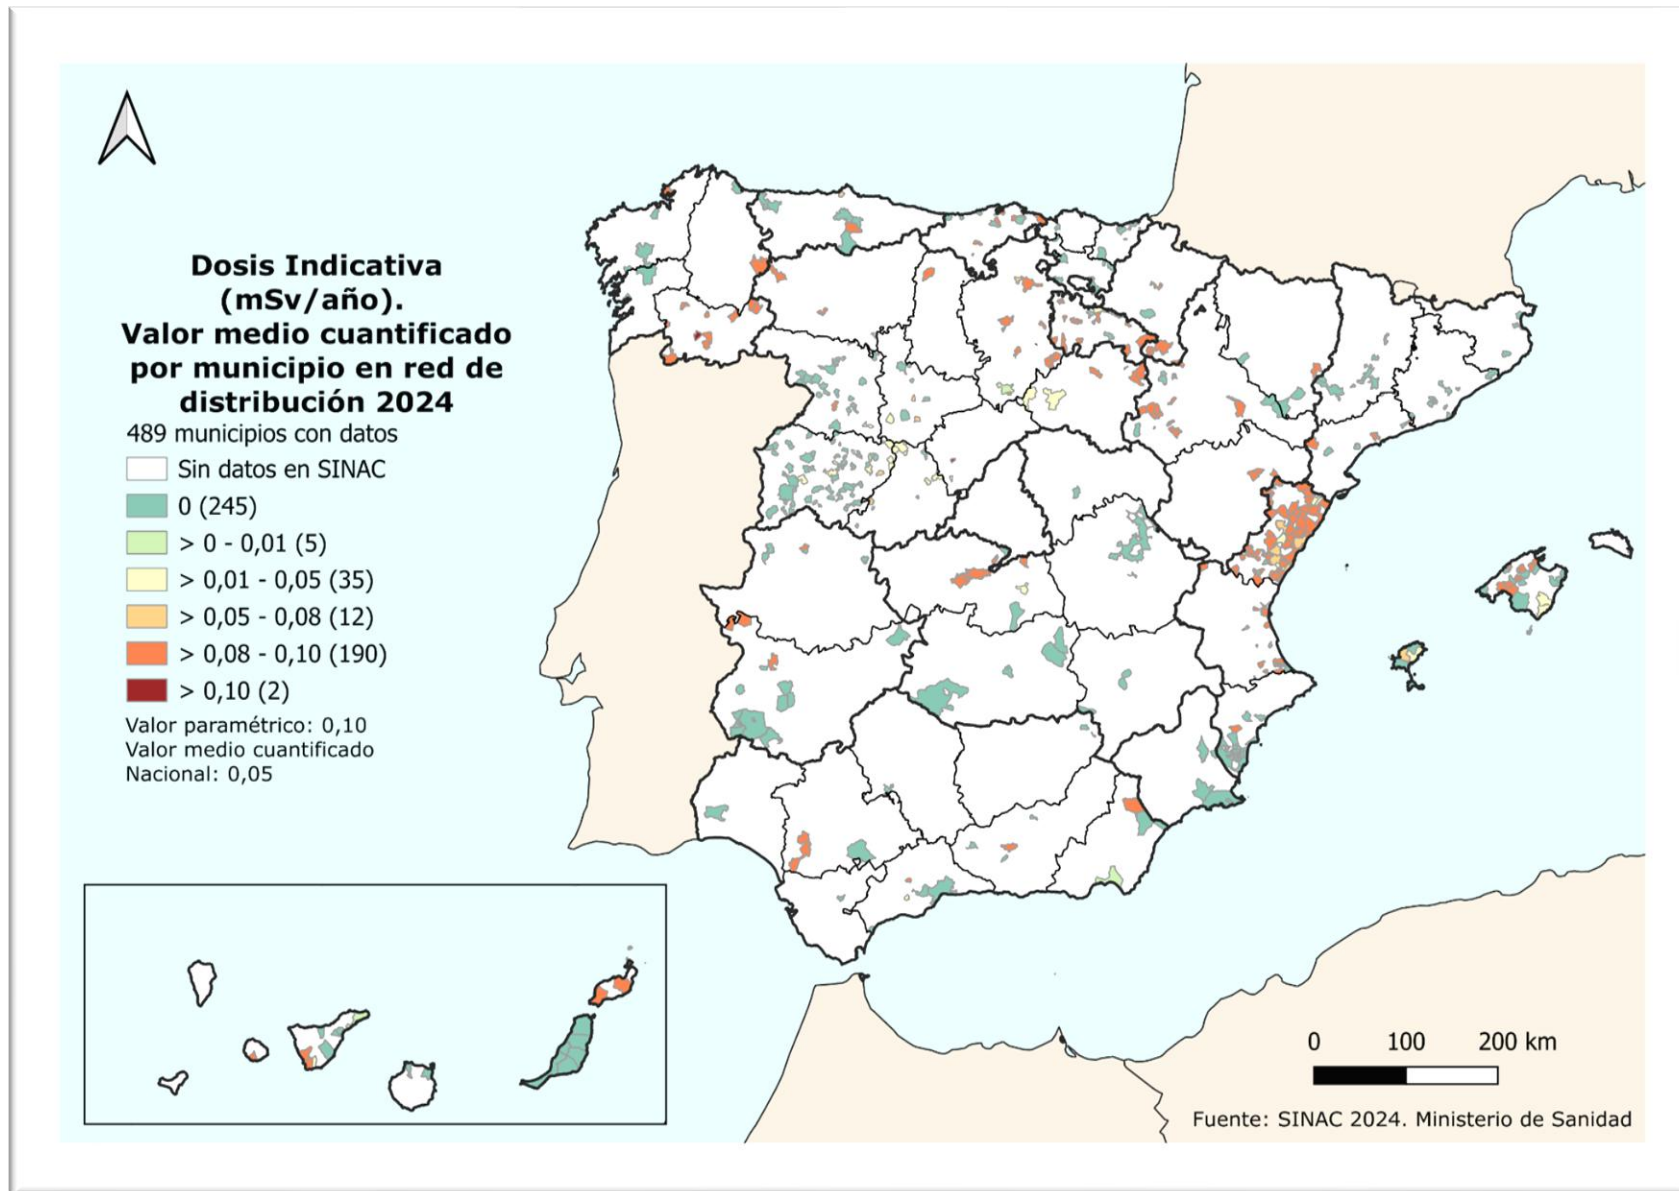 Dosis Indicativa
(mSv/año).
Valor medio cuantificado
por municipio en red de
distribución 2024
489 municipios con datos
Sin datos en SINAC
0 (245)
> 0 - 0,01 (5)
> 0,01 - 0,05 (35)
> 0,05 - 0,08 (12)
> 0,08 - 0,10 (190)
> 0,10 (2)
Valor paramétrico: 0,10
Valor medio cuantificado
Nacional: 0,05
0 100 200 km
Fuente: SINAC 2024. Ministerio de Sanidad